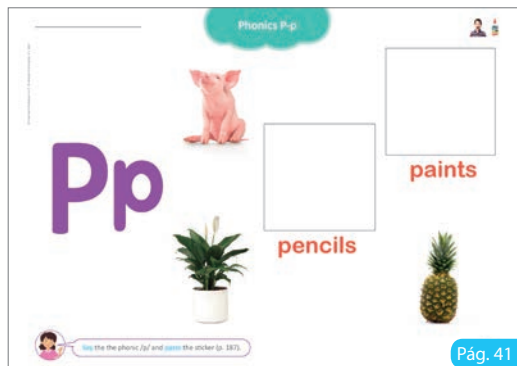 Phonics P-p
Pp
paints
pencils
Say the the phonic /p/ and paste the sticker (p. 187).
Pág. 41